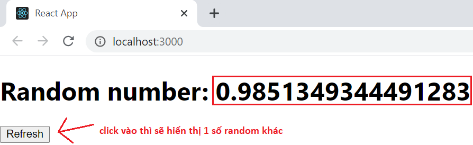 React App
localhost:3000
Random number: 0.9851349344491283
Refresh
click vào thì sẽ hiển thị 1 số random khác